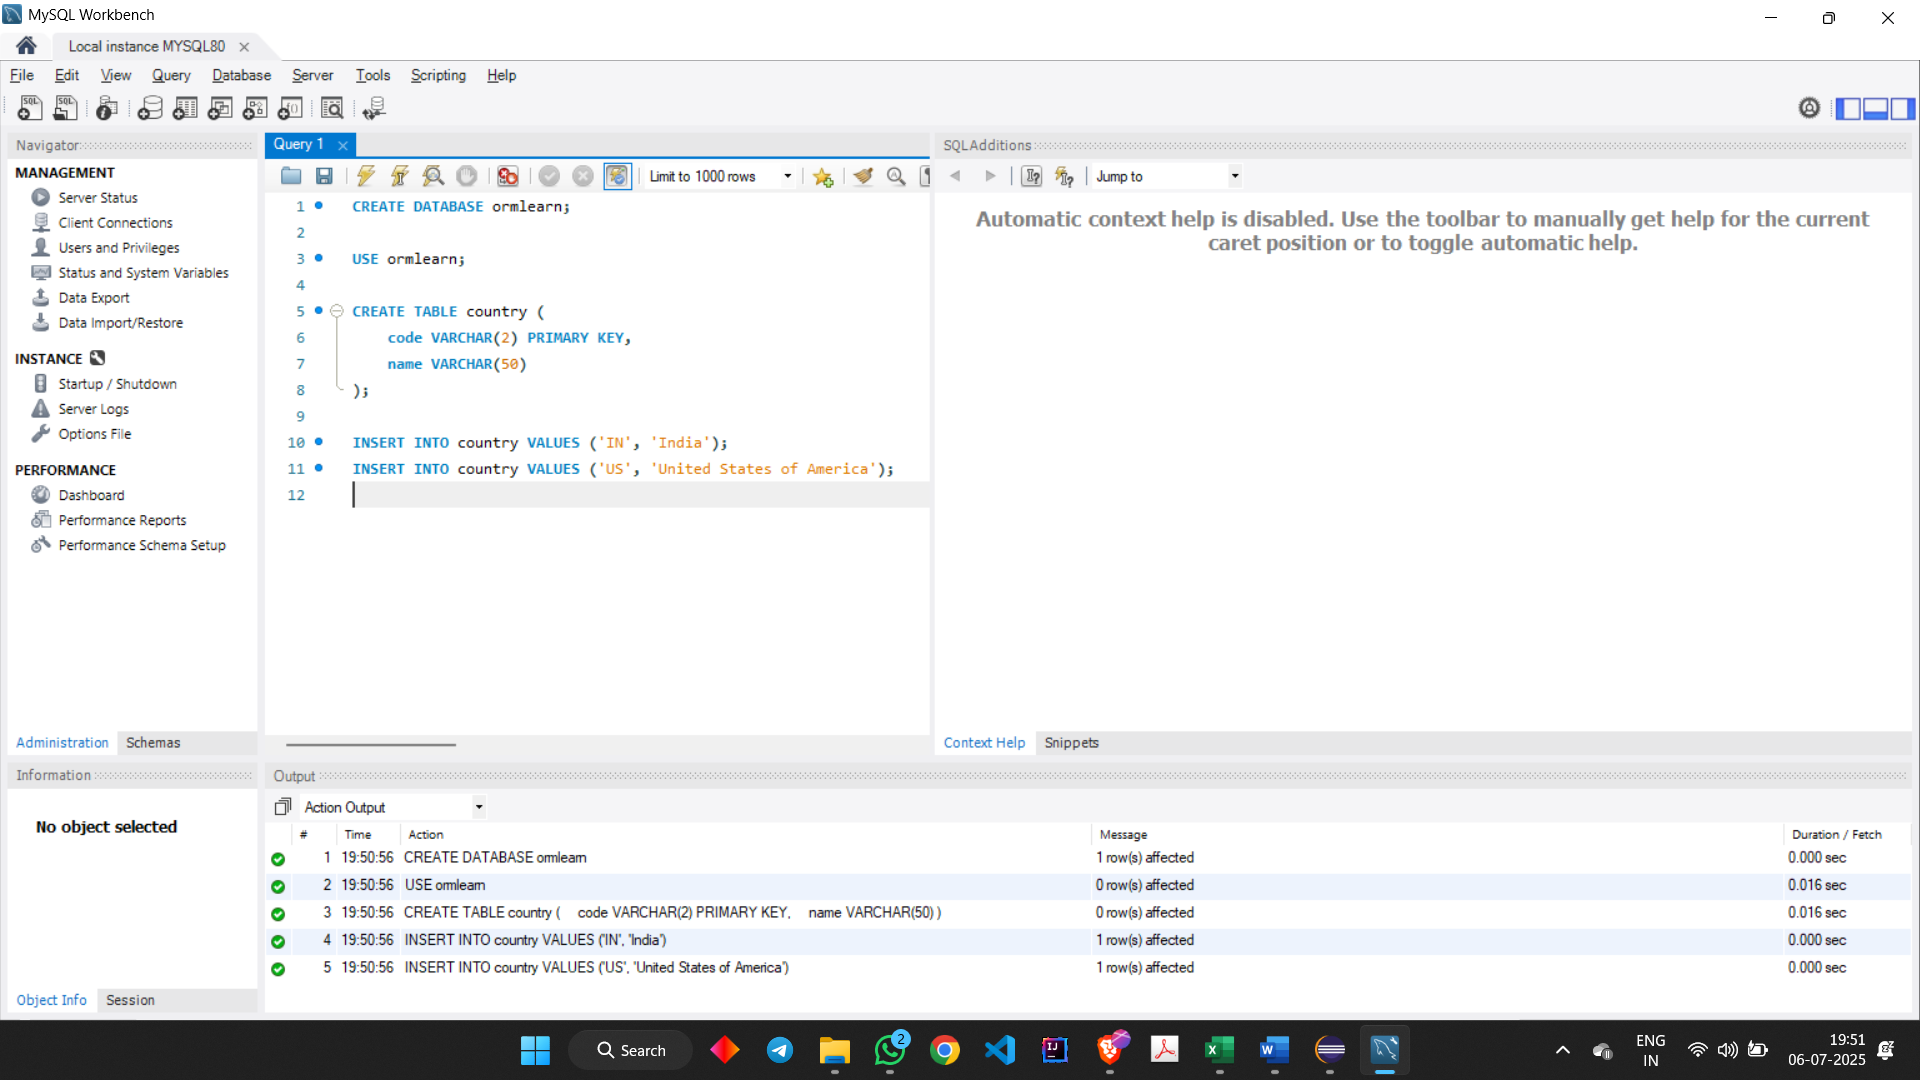 MySQL Workbench
Local instance MYSQL80
File Edit View Query Database Server Tools Scripting Help
Navigator
MANAGEMENT
Server Status
Client Connections
Users and Privileges
Status and System Variables
Data Export
Data Import/Restore
INSTANCE
Startup / Shutdown
Server Logs
Options File
PERFORMANCE
Dashboard
Performance Reports
Performance Schema Setup
Administration Schemas
Information
No object selected
Object Info Session
Query 1
Limit to 1000 rows
1 CREATE DATABASE ormlearn;
2
3 USE ormlearn;
4
5 CREATE TABLE country (
6 code VARCHAR(2) PRIMARY KEY,
7 name VARCHAR(50)
8 );
9
10 INSERT INTO country VALUES ('IN', 'India');
11 INSERT INTO country VALUES ('US', 'United States of America');
12
SQLAdditions
Jump to
Automatic context help is disabled. Use the toolbar to manually get help for the current
caret position or to toggle automatic help.
Context Help Snippets
Output
Action Output
# Time Action Message Duration / Fetch
1 19:50:56 CREATE DATABASE ormlearn 1 row(s) affected 0.000 sec
2 19:50:56 USE ormlearn 0 row(s) affected 0.016 sec
3 19:50:56 CREATE TABLE country ( code VARCHAR(2) PRIMARY KEY, name VARCHAR(50) ) 0 row(s) affected 0.016 sec
4 19:50:56 INSERT INTO country VALUES ('IN', 'India') 1 row(s) affected 0.000 sec
5 19:50:56 INSERT INTO country VALUES ('US', 'United States of America') 1 row(s) affected 0.000 sec
Search
2
ENG
IN
19:51
06-07-2025